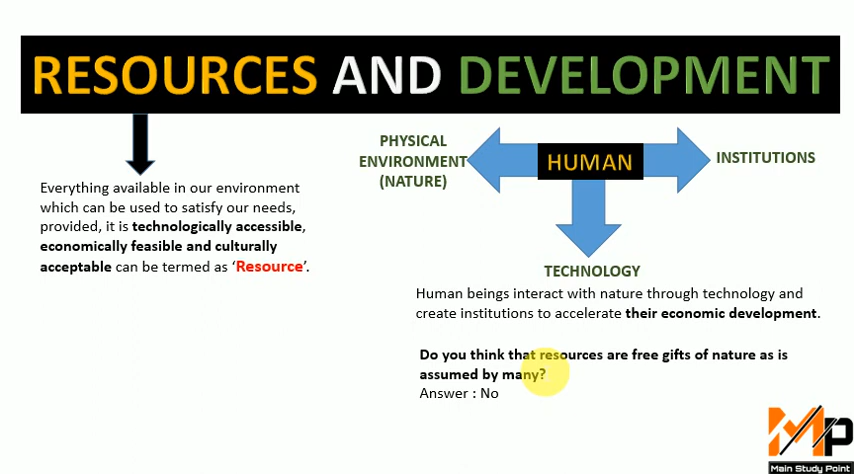 RESOURCES AND DEVELOPMENT
Everything available in our environment
which can be used to satisfy our needs,
provided, it is technologically accessible,
economically feasible and culturally
acceptable can be termed as ‘Resource’.
PHYSICAL
ENVIRONMENT
(NATURE)
HUMAN
INSTITUTIONS
TECHNOLOGY
Human beings interact with nature through technology and
create institutions to accelerate their economic development.
Do you think that resources are free gifts of nature as is
assumed by many?
Answer : No
MP
Main Study Point